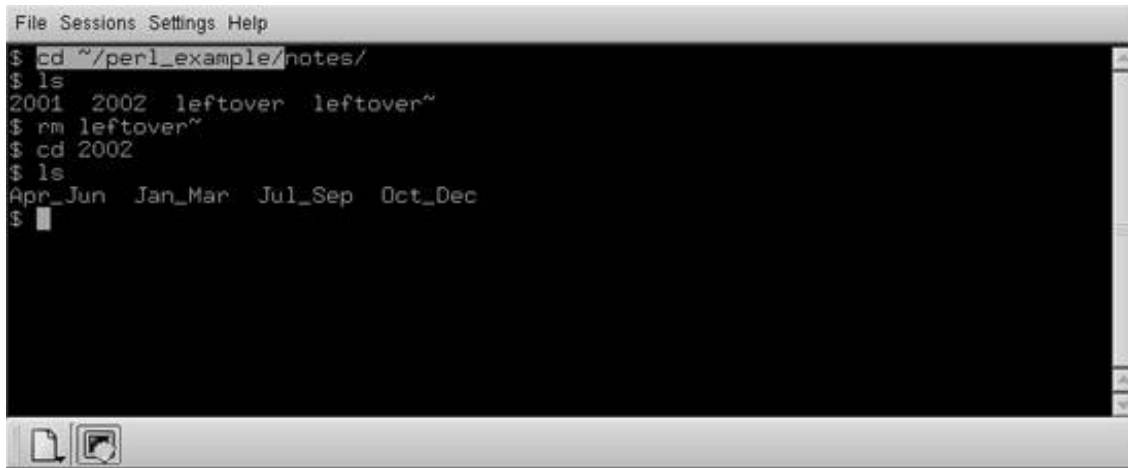 File Sessions Settings Help
$ cd ~/perl_example/notes/
$ ls
2001  2002  leftover  leftover~
$ rm leftover~
$ cd 2002
$ ls
Apr_Jun  Jan_Mar  Jul_Sep  Oct_Dec
$